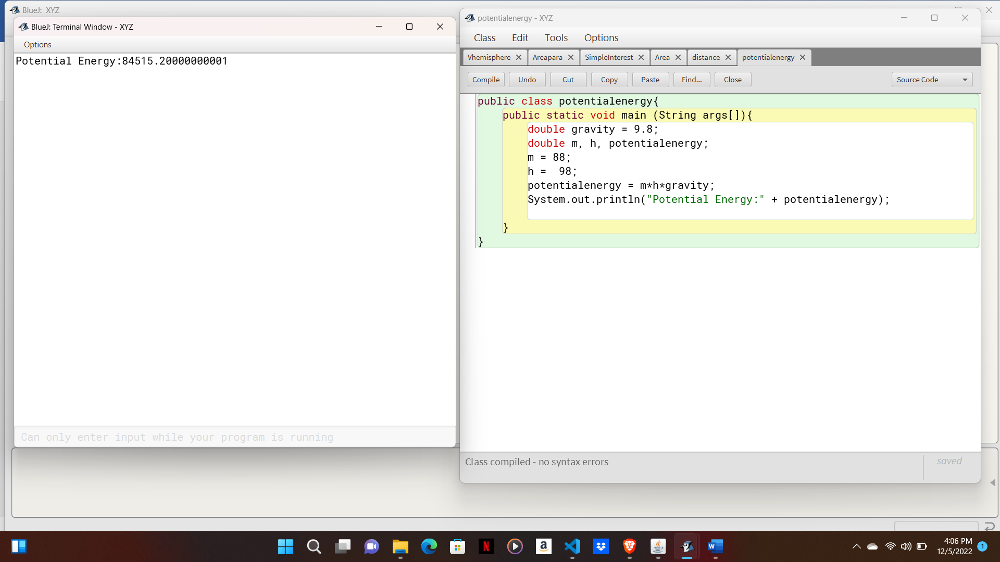 BlueJ: XYZ
BlueJ: Terminal Window - XYZ
Options
Potential Energy:84515.20000000001
Can only enter input while your program is running
potentialenergy - XYZ
Class Edit Tools Options
Vhemisphere Areapara SimpleInterest Area distance potentialenergy
Compile Undo Cut Copy Paste Find... Close Source Code
public class potentialenergy{
public static void main (String args[]){
double gravity = 9.8;
double m, h, potentialenergy;
m = 88;
h =  98;
potentialenergy = m*h*gravity;
System.out.println("Potential Energy:" + potentialenergy);
}
}
Class compiled - no syntax errors
saved
4:06 PM
12/5/2022
1